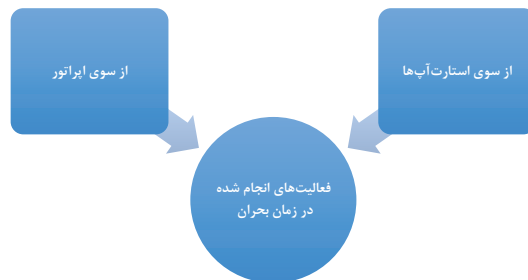 از سوی استارت‌آپ‌ها
از سوی اپراتور
فعالیت‌های انجام شده
در زمان بحران